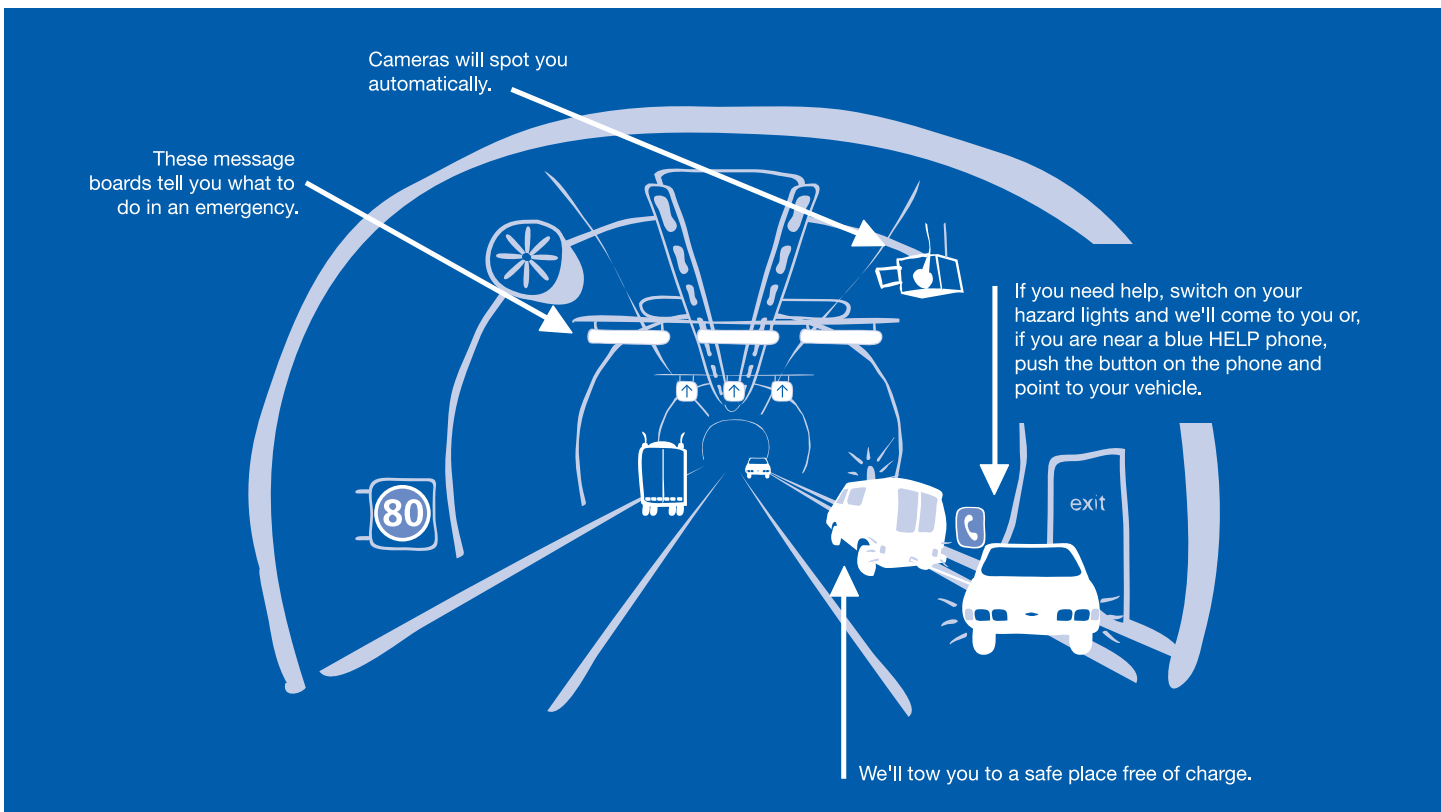 Cameras will spot you
automatically.
These message
boards tell you what to
do in an emergency.
If you need help, switch on your
hazard lights and we'll come to you or,
if you are near a blue HELP phone,
push the button on the phone and
point to your vehicle.
80
exit
We'll tow you to a safe place free of charge.